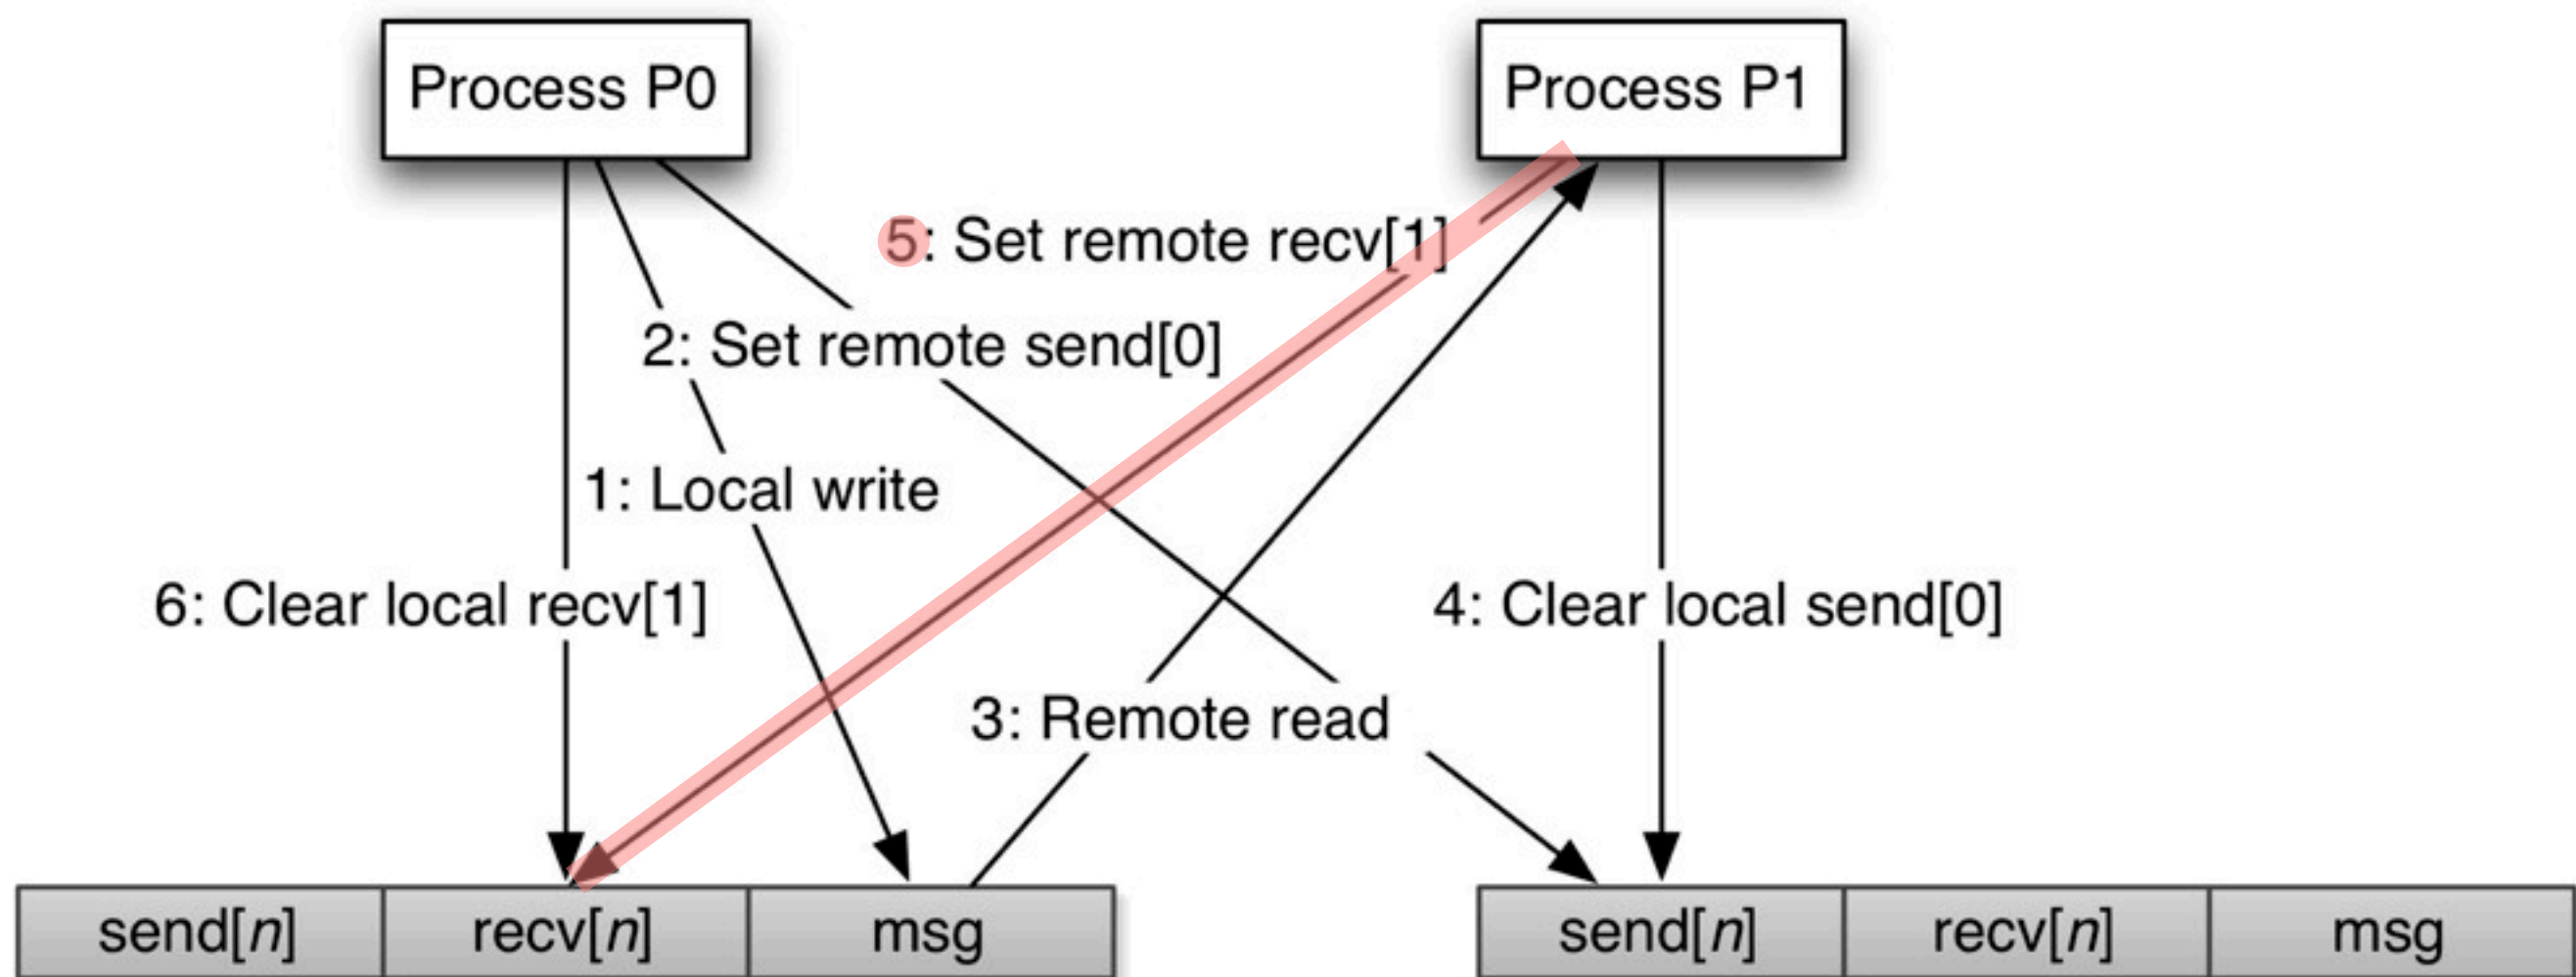 Process P0
Process P1
5: Set remote recv[1]
2: Set remote send[0]
1: Local write
6: Clear local recv[1]
4: Clear local send[0]
3: Remote read
send[n] recv[n] msg
send[n] recv[n] msg